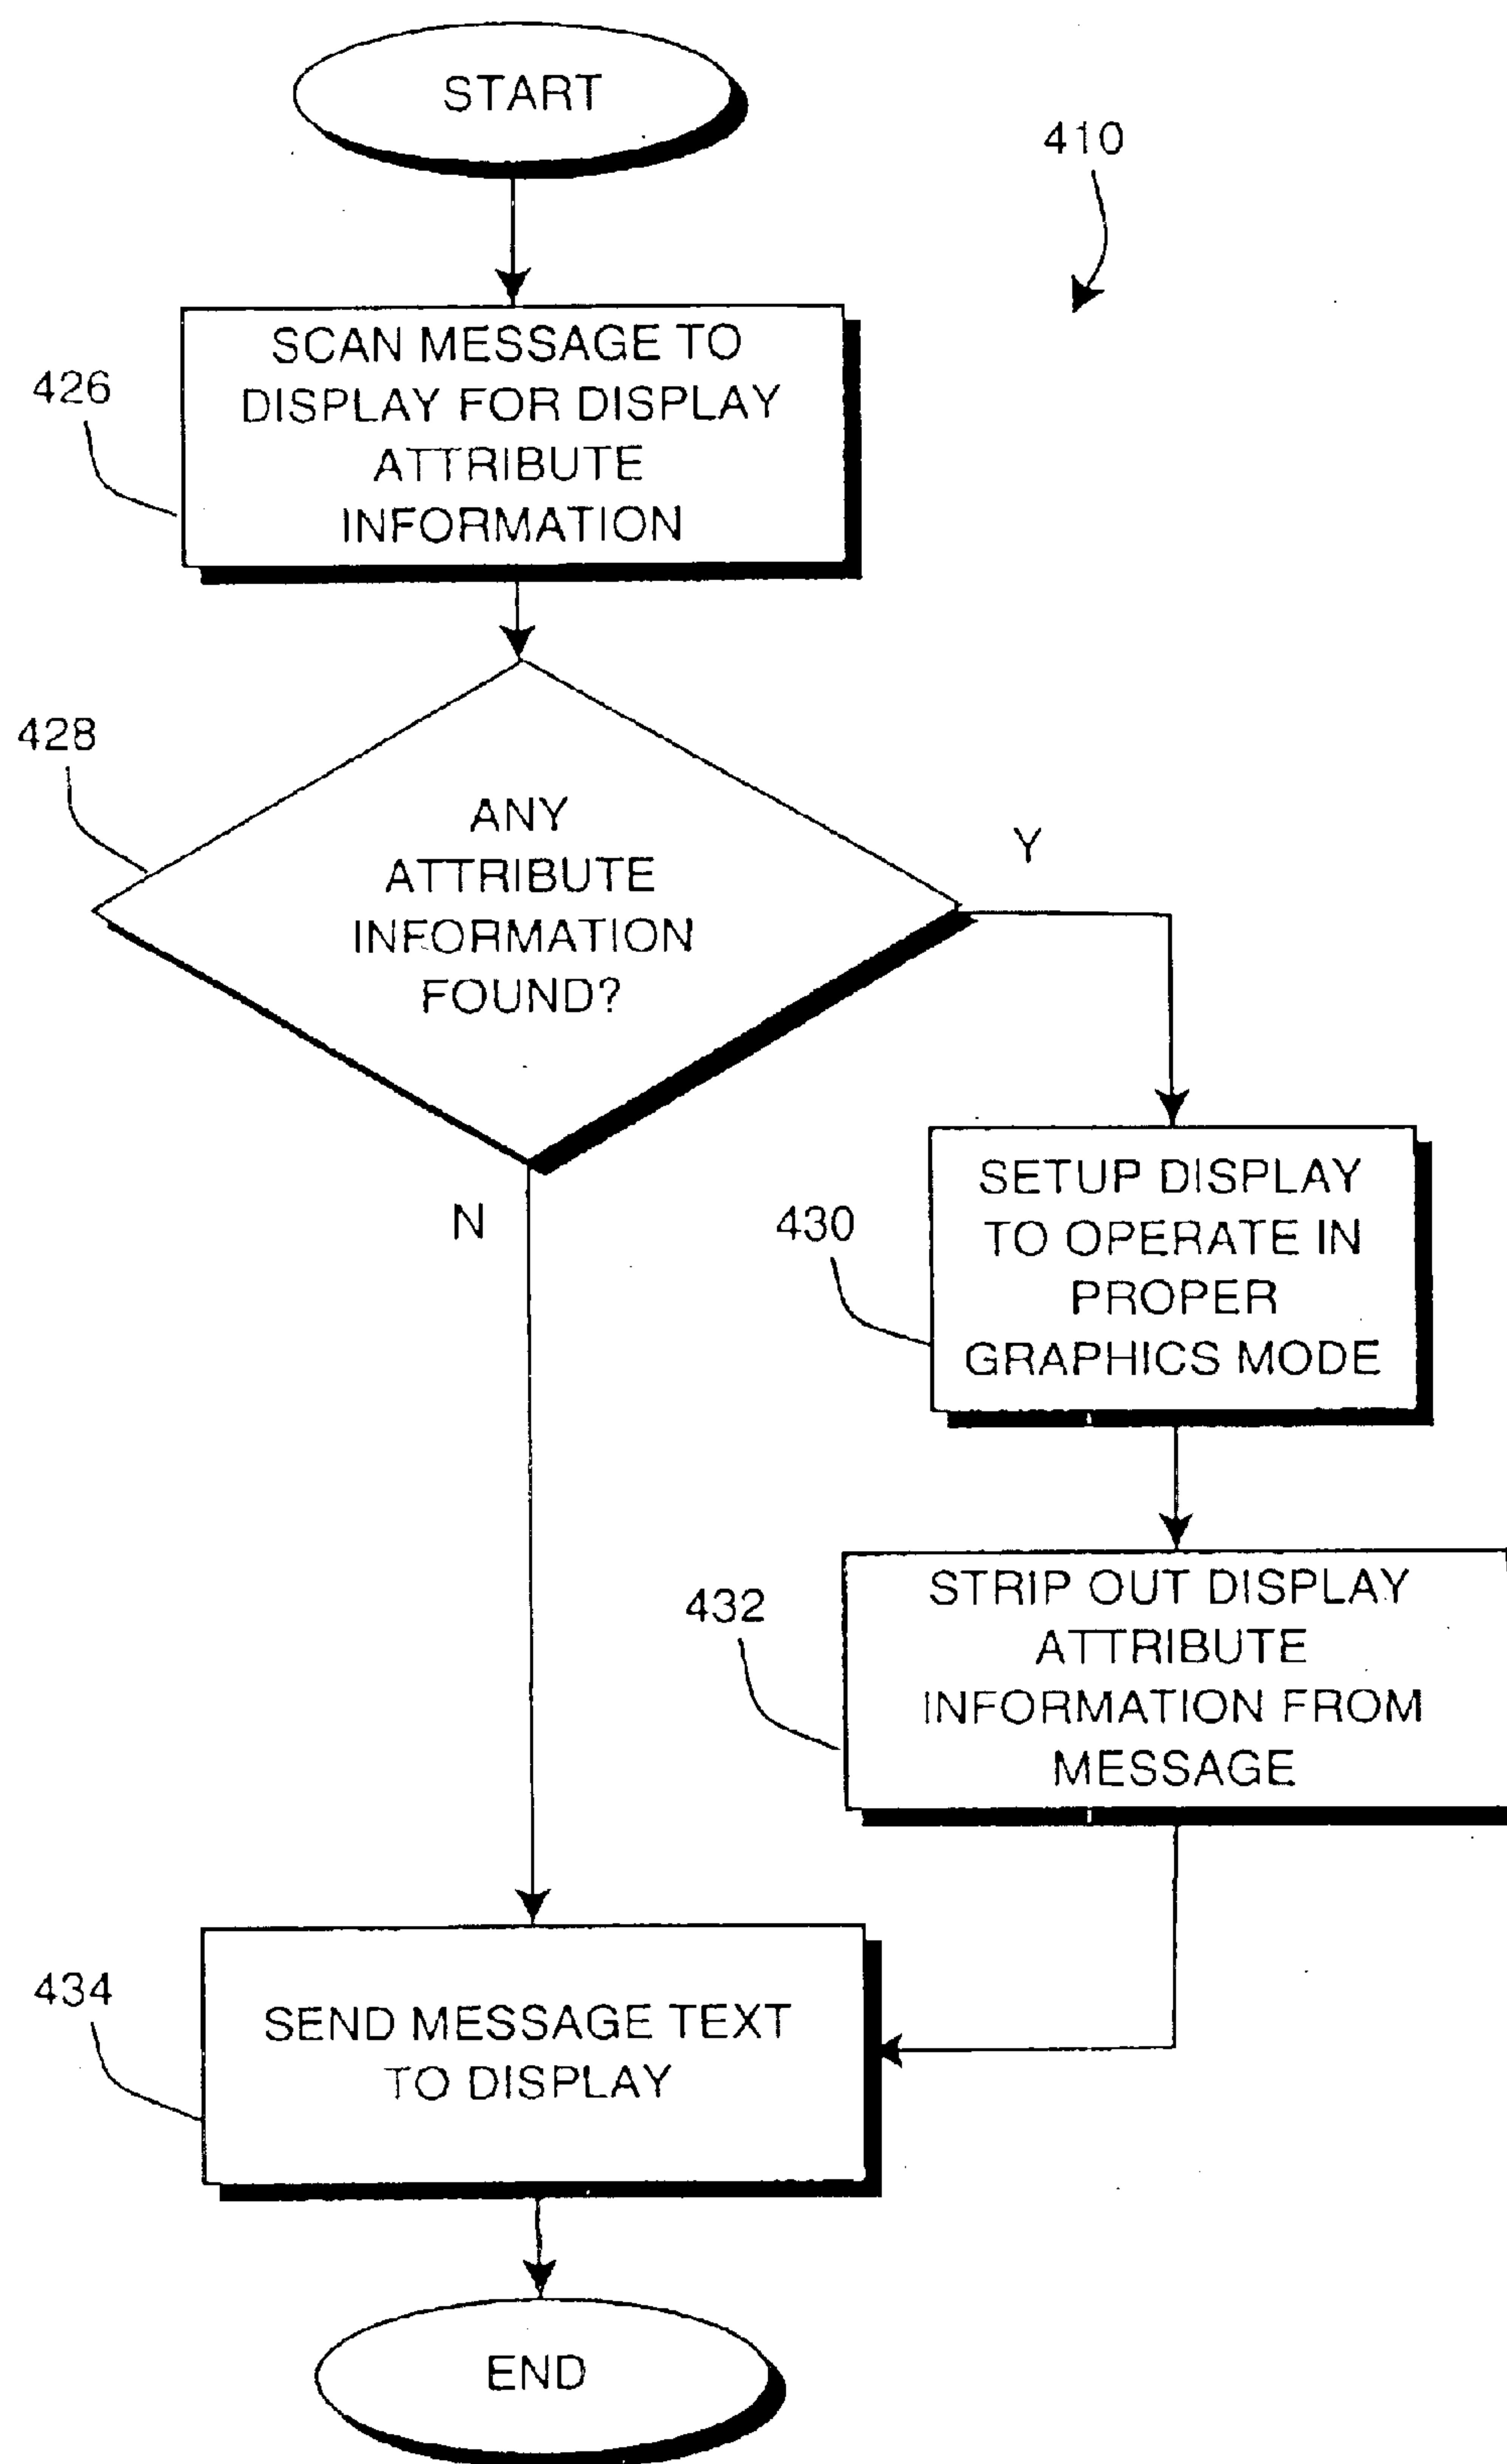 START
410
426
SCAN MESSAGE TO
DISPLAY FOR DISPLAY
ATTRIBUTE
INFORMATION
428
ANY
ATTRIBUTE
INFORMATION
FOUND?
Y
N
430
SETUP DISPLAY
TO OPERATE IN
PROPER
GRAPHICS MODE
432
STRIP OUT DISPLAY
ATTRIBUTE
INFORMATION FROM
MESSAGE
434
SEND MESSAGE TEXT
TO DISPLAY
END